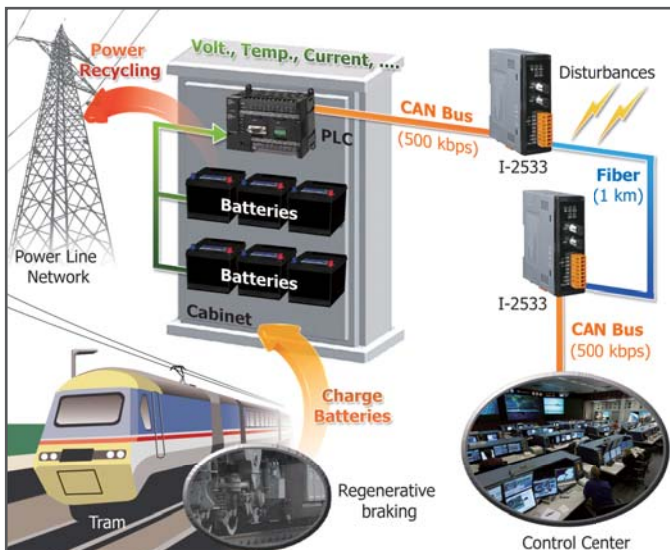 Power
Recycling
Volt., Temp., Current, ....
PLC
CAN Bus
(500 kbps)
Disturbances
I-2533
Fiber
(1 km)
Batteries
Batteries
Power Line
Network
Cabinet
I-2533
CAN Bus
(500 kbps)
Charge
Batteries
Tram
Regenerative
braking
Control Center